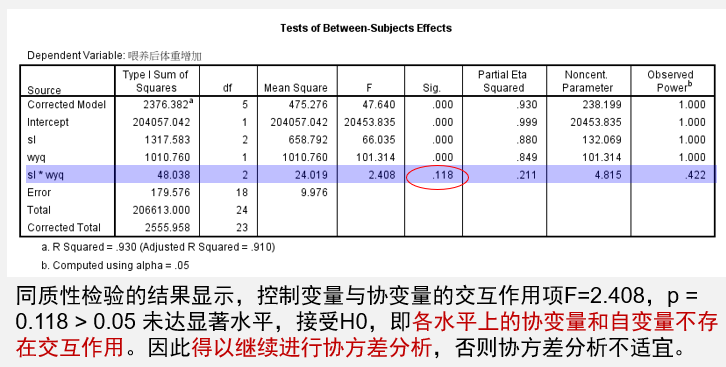 Tests of Between-Subjects Effects
Dependent Variable: 喂养后体重增加
Source Type I Sum of Squares df Mean Square F Sig. Partial Eta Squared Noncent. Parameter Observed Powerb
Corrected Model 2376.382a 5 475.276 47.640 .000 .930 238.199 1.000
Intercept 204057.042 1 204057.042 20453.835 .000 .999 20453.835 1.000
sl 1317.583 2 658.792 66.035 .000 .880 132.069 1.000
wyq 1010.760 1 1010.760 101.314 .000 .849 101.314 1.000
sl * wyq 48.038 2 24.019 2.408 .118 .211 4.815 .422
Error 179.576 18 9.976
Total 206613.000 24
Corrected Total 2555.958 23
a. R Squared = .930 (Adjusted R Squared = .910)
b. Computed using alpha = .05
同质性检验的结果显示，控制变量与协变量的交互作用项F=2.408，p =
0.118 > 0.05 未达显著水平，接受H0，即各水平上的协变量和自变量不存
在交互作用。因此得以继续进行协方差分析，否则协方差分析不适宜。